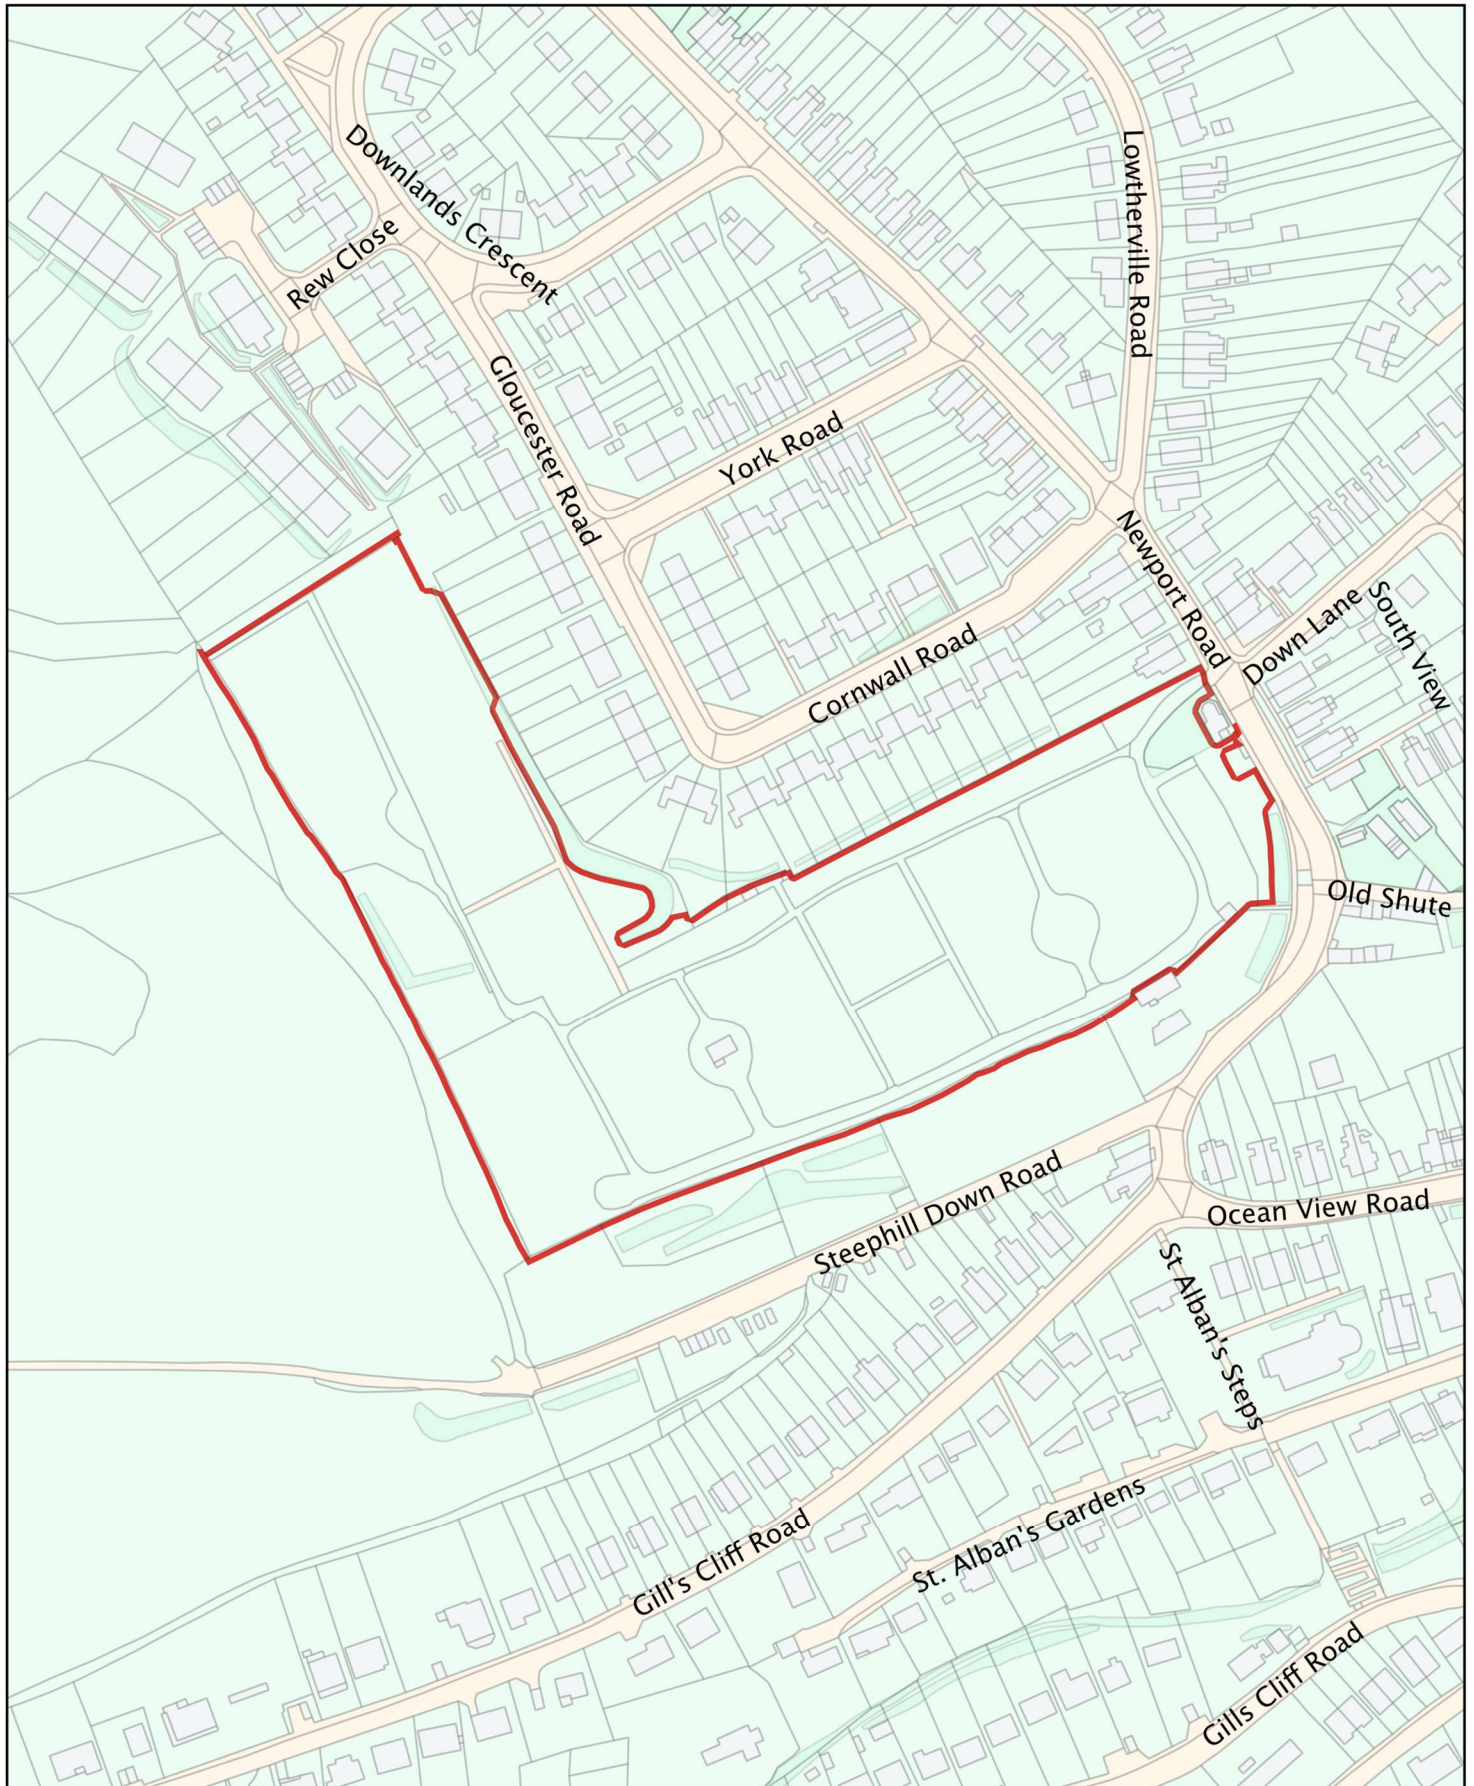 Downlands Crescent
Lowtherville Road
Rew Close
Gloucester Road
York Road
Newport Road
Down Lane
South View
Cornwall Road
Old Shute
Steephill Down Road
Ocean View Road
St Alban's Steps
St. Alban's Gardens
Gill's Cliff Road
Gills Cliff Road